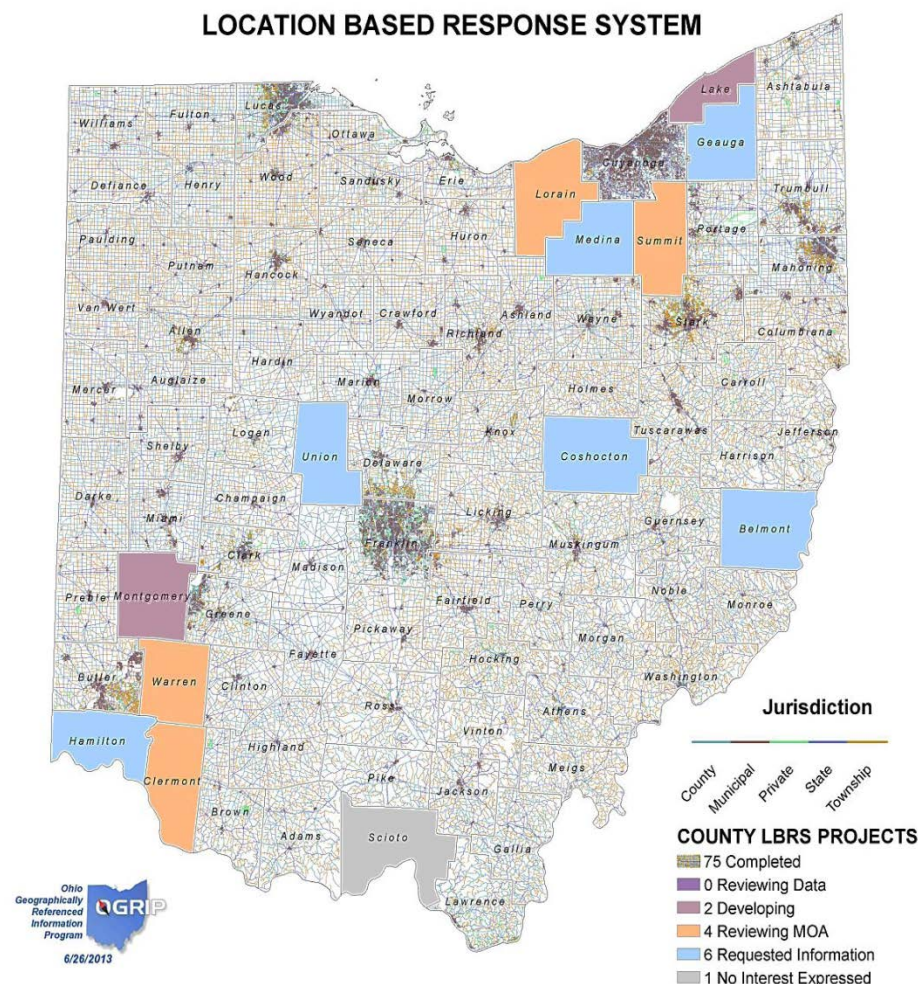 LOCATION BASED RESPONSE SYSTEM
Lake
Ashtabula
Lucas
Williams
Fulton
Ottawa
Geauga
Cuyahoga
Defiance
Henry
Wood
Sandusky
Erie
Lorain
Trumbull
Paulding
Seneca
Huron
Medina
Summit
Portage
Putnam
Hancock
Mahoning
Van Wert
Wyandot
Crawford
Ashland
Wayne
Stark
Allen
Richland
Columbiana
Hardin
Mercer
Auglaize
Marion
Morrow
Holmes
Carroll
Logan
Knox
Tuscarawas
Jefferson
Shelby
Union
Delaware
Coshocton
Harrison
Darke
Champaign
Licking
Guernsey
Belmont
Miami
Clark
Franklin
Muskingum
Madison
Preble
Montgomery
Greene
Fairfield
Perry
Noble
Monroe
Pickaway
Morgan
Fayette
Hocking
Washington
Butler
Warren
Clinton
Ross
Athens
Hamilton
Highland
Vinton
Clermont
Pike
Meigs
Jackson
Brown
Adams
Scioto
Gallia
Lawrence
Jurisdiction
County
Municipal
Private
State
Township
COUNTY LBRS PROJECTS
75 Completed
0 Reviewing Data
2 Developing
4 Reviewing MOA
6 Requested Information
1 No Interest Expressed
Ohio
Geographically
Referenced
Information
Program
OGRIP
6/26/2013